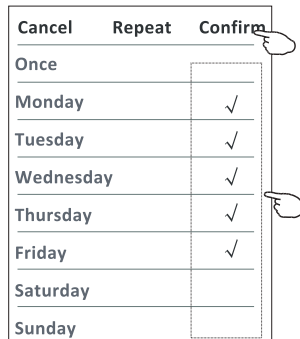 Cancel Repeat Confirm
Once
Monday √
Tuesday √
Wednesday √
Thursday √
Friday √
Saturday
Sunday